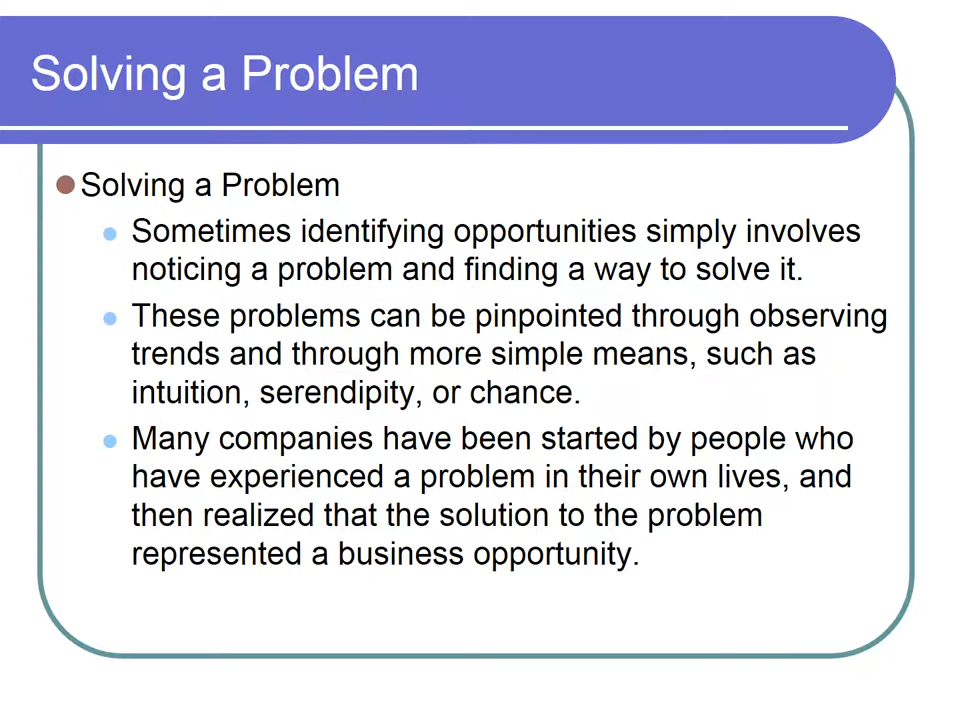 Solving a Problem
Solving a Problem
Sometimes identifying opportunities simply involves
noticing a problem and finding a way to solve it.
These problems can be pinpointed through observing
trends and through more simple means, such as
intuition, serendipity, or chance.
Many companies have been started by people who
have experienced a problem in their own lives, and
then realized that the solution to the problem
represented a business opportunity.